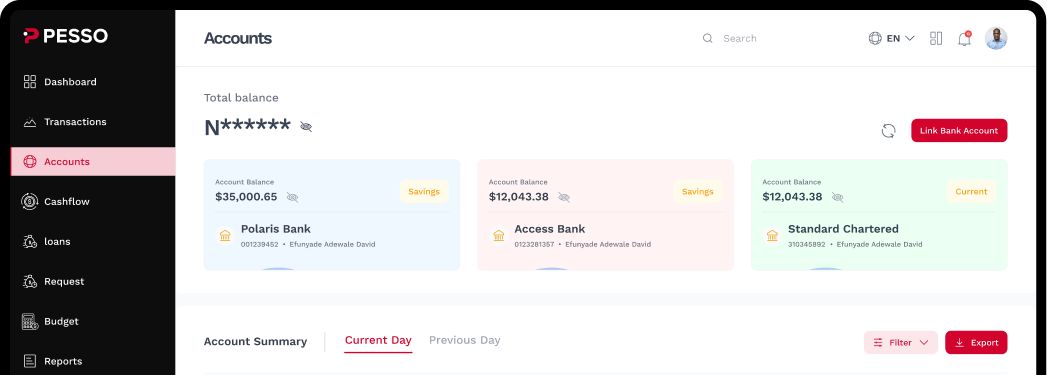 PESSO
Accounts
Search
EN
Dashboard
Transactions
Accounts
Cashflow
loans
Request
Budget
Reports
Total balance
N******
Link Bank Account
Account Balance
$35,000.65
Savings
Polaris Bank
001239452 • Efunyade Adewale David
Account Balance
$12,043.38
Savings
Access Bank
0123281357 • Efunyade Adewale David
Account Balance
$12,043.38
Current
Standard Chartered
310345892 • Efunyade Adewale David
Account Summary
Current Day
Previous Day
Filter
Export